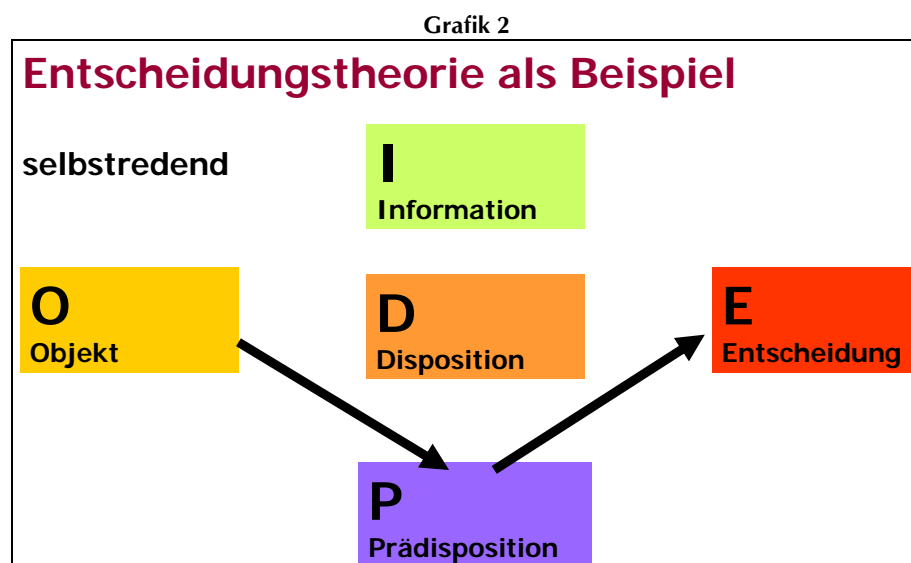 Grafik 2
Entscheidungstheorie als Beispiel
selbstredend
I
Information
O
Objekt
D
Disposition
E
Entscheidung
P
Prädisposition